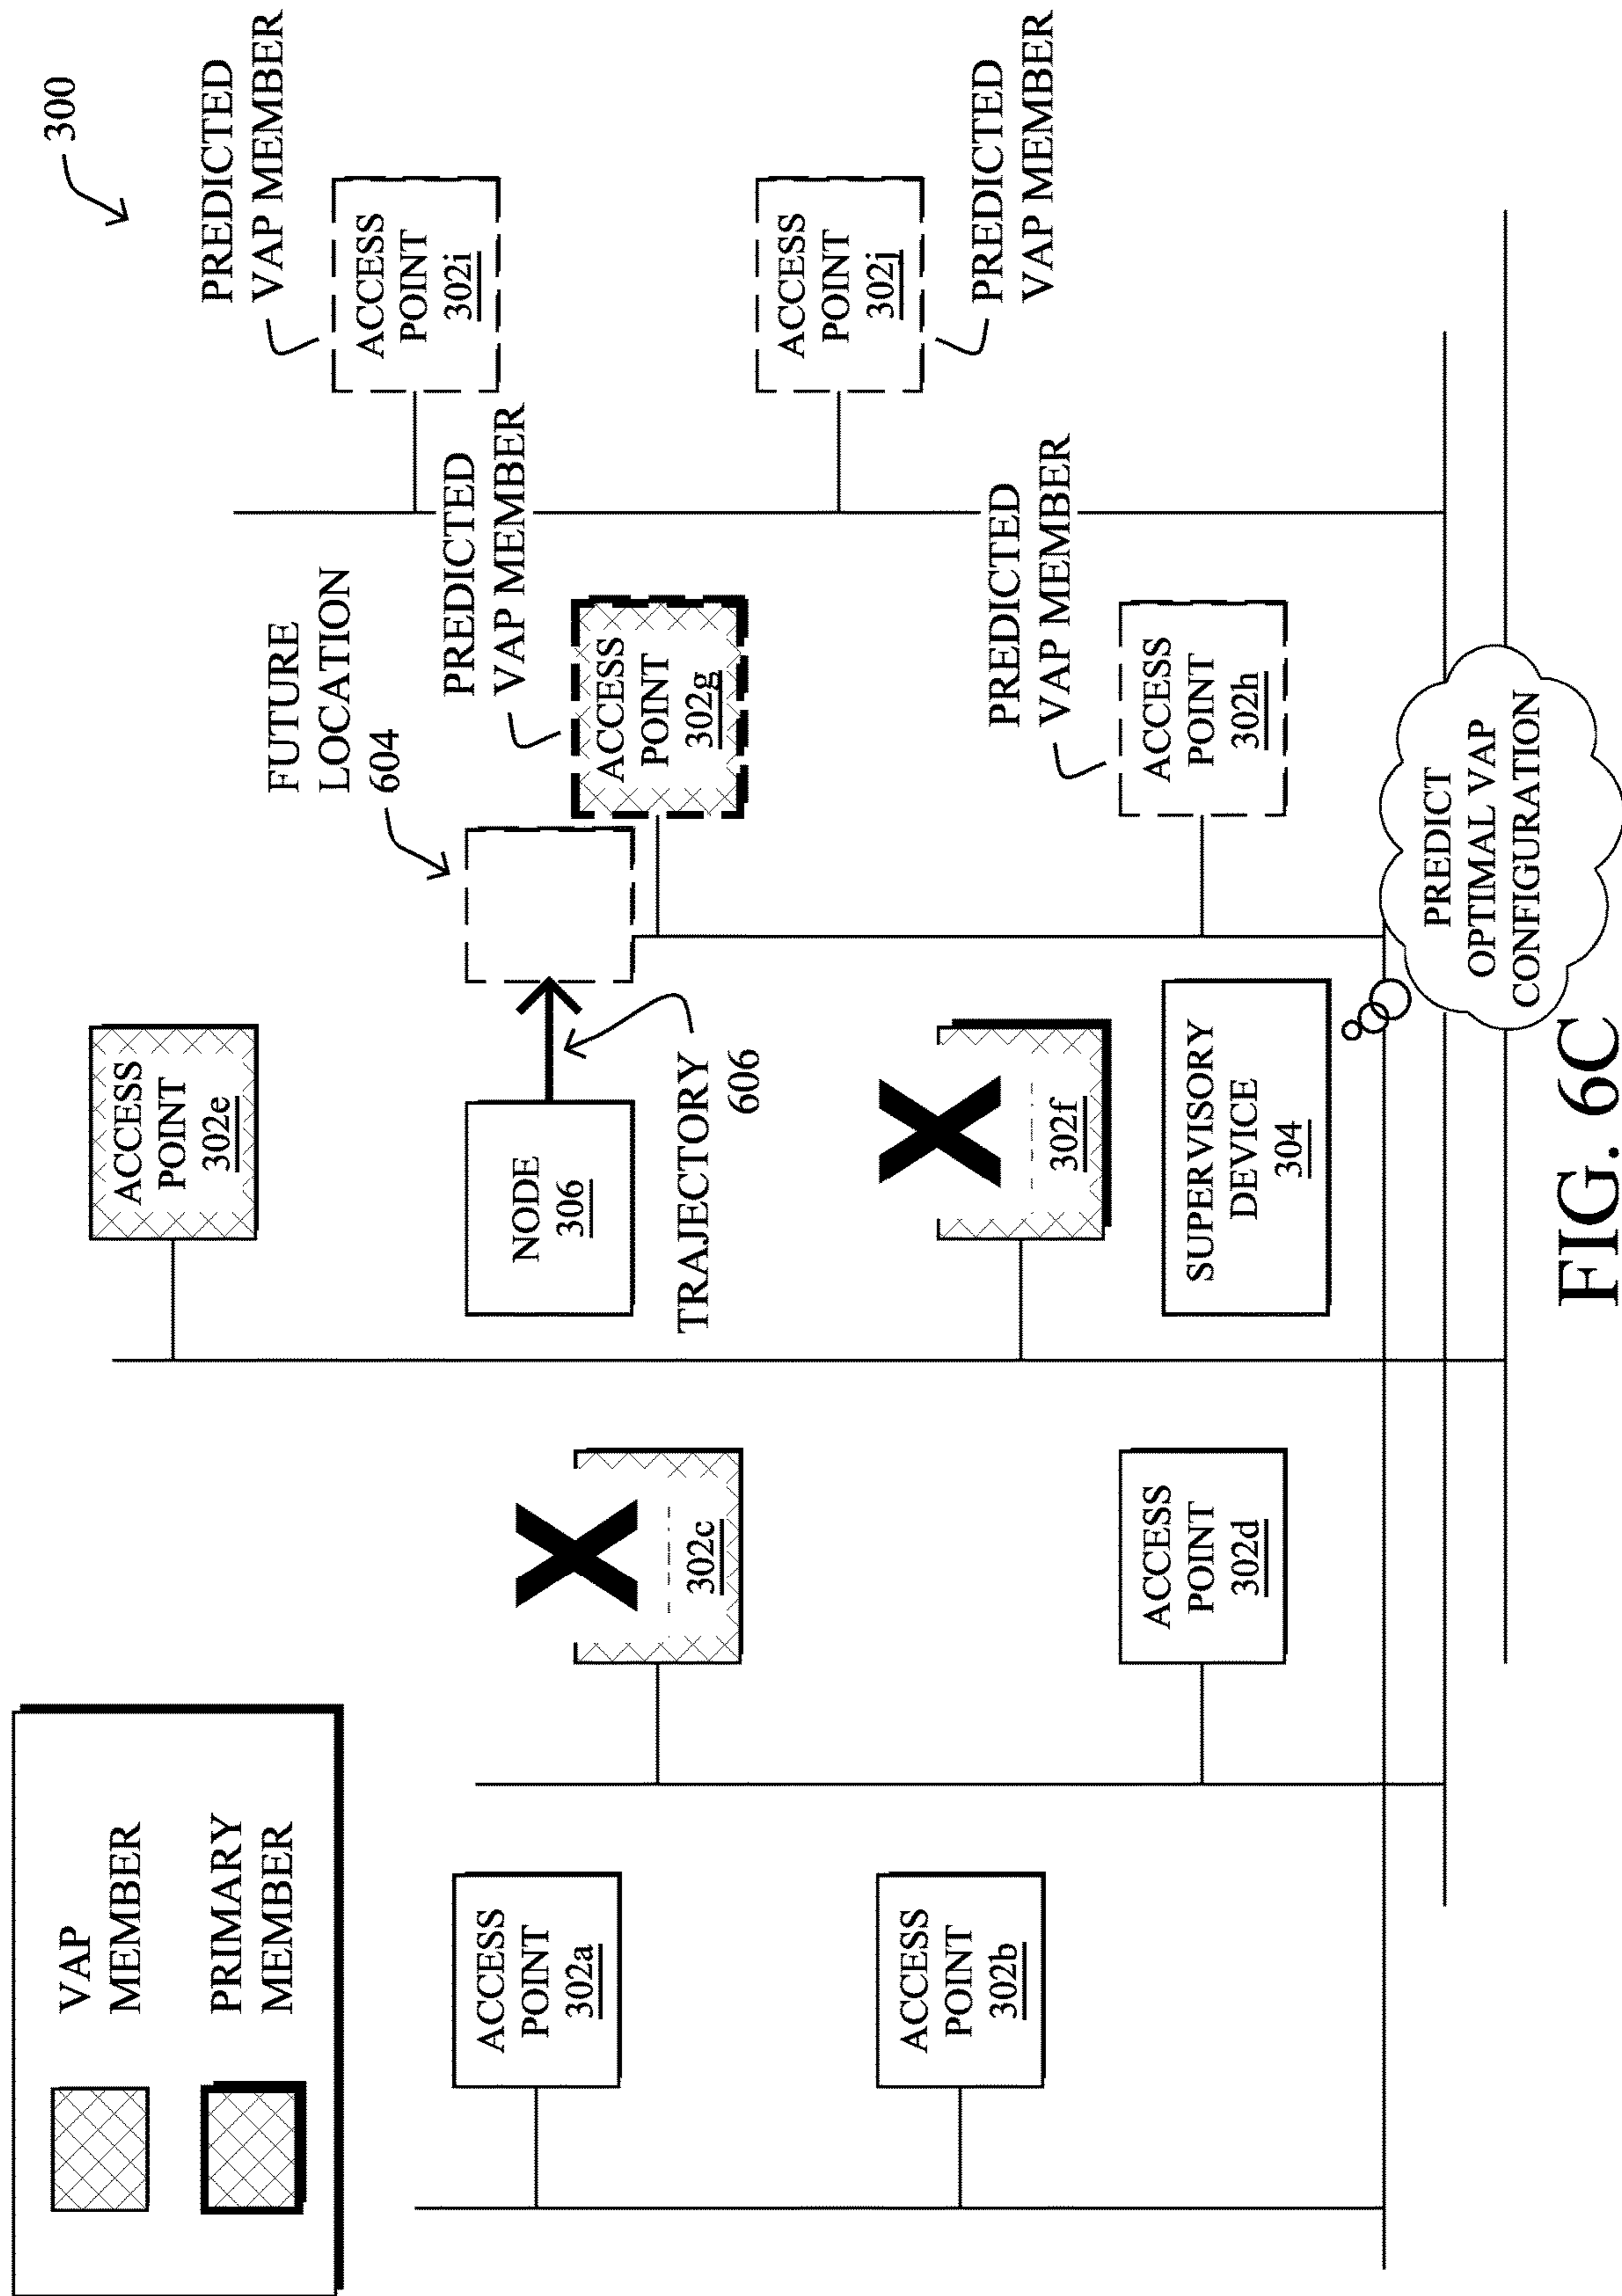 300
VAP
MEMBER
PRIMARY
MEMBER
ACCESS
POINT
302a
ACCESS
POINT
302b
X
302c
ACCESS
POINT
302d
ACCESS
POINT
302e
NODE
306
TRAJECTORY
606
X
302f
SUPERVISORY
DEVICE
304
FUTURE
LOCATION
604
PREDICTED
VAP MEMBER
ACCESS
POINT
302g
PREDICTED
VAP MEMBER
ACCESS
POINT
302h
PREDICTED
VAP MEMBER
ACCESS
POINT
302i
ACCESS
POINT
302j
PREDICTED
VAP MEMBER
PREDICT
OPTIMAL VAP
CONFIGURATION
FIG. 6C